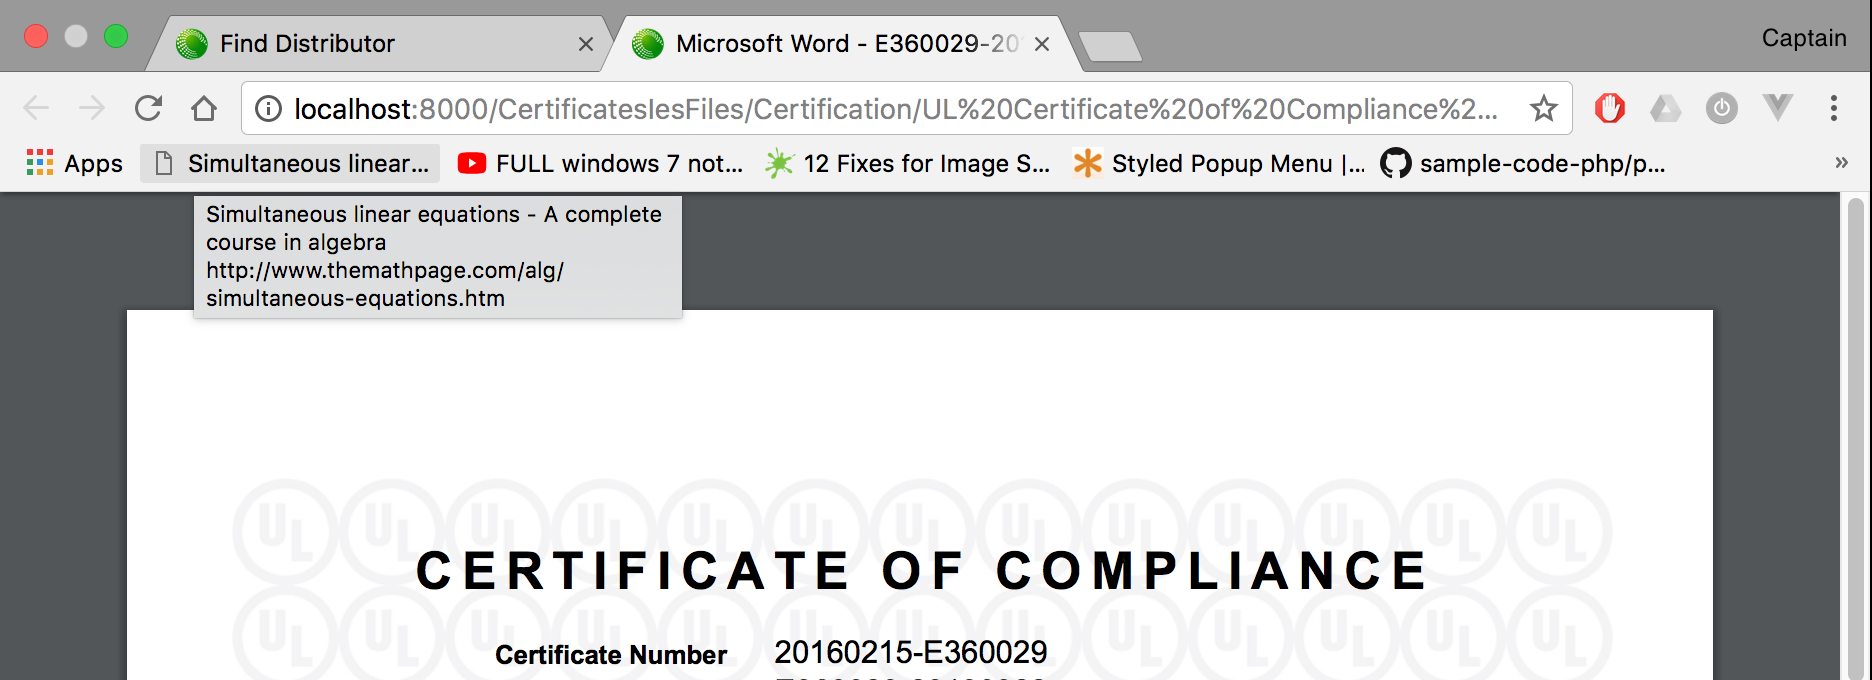 Captain
Find Distributor
Microsoft Word - E360029-20
localhost:8000/CertificatesIesFiles/Certification/UL%20Certificate%20of%20Compliance%2...
Apps
Simultaneous linear...
FULL windows 7 not...
12 Fixes for Image S...
Styled Popup Menu |...
sample-code-php/p...
»
Simultaneous linear equations - A complete
course in algebra
http://www.themathpage.com/alg/
simultaneous-equations.htm
CERTIFICATE OF COMPLIANCE
Certificate Number 20160215-E360029